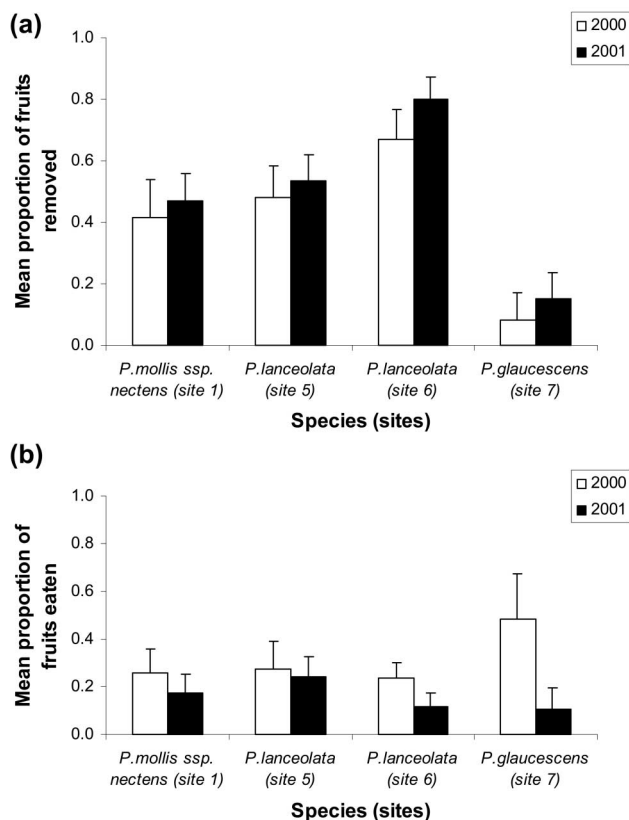 (a)
2000
2001
Mean proportion of fruits
removed
1.0
0.8
0.6
0.4
0.2
0.0
P.mollis ssp. P.lanceolata P.lanceolata P.glaucescens
nectens (site 1) (site 5) (site 6) (site 7)
Species (sites)
(b)
2000
2001
Mean proportion of
fruits eaten
1.0
0.8
0.6
0.4
0.2
0.0
P.mollis ssp. P.lanceolata P.lanceolata P.glaucescens
nectens (site 1) (site 5) (site 6) (site 7)
Species (sites)